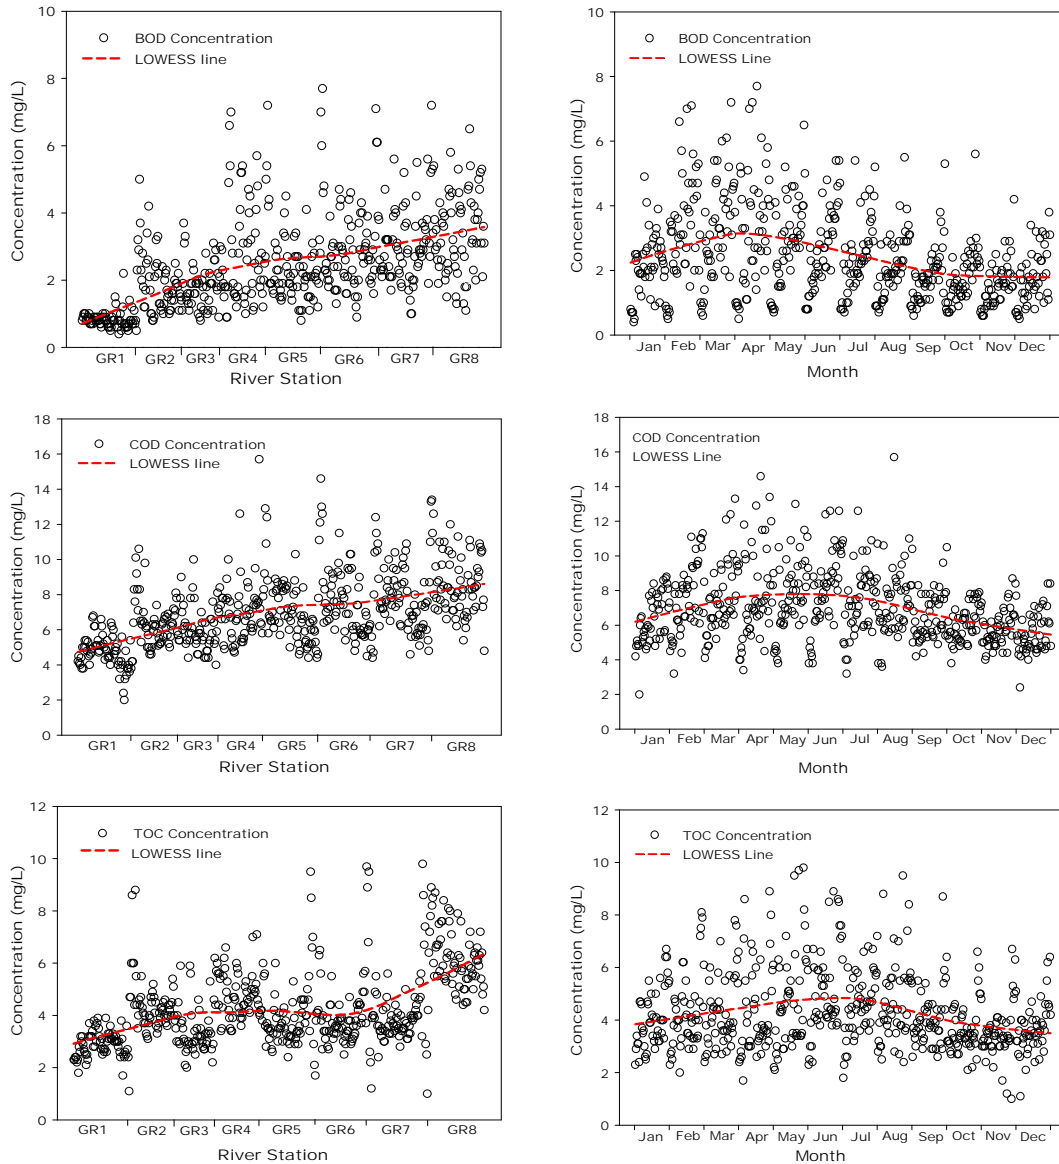 10
8
6
4
2
0
Concentration (mg/L)
BOD Concentration
LOWESS line
GR1 GR2 GR3 GR4 GR5 GR6 GR7 GR8
River Station
10
8
6
4
2
0
Concentration (mg/L)
BOD Concentration
LOWESS Line
Jan Feb Mar Apr May Jun Jul Aug Sep Oct Nov Dec
Month
18
16
14
12
10
8
6
4
2
0
Concentration (mg/L)
COD Concentration
LOWESS line
GR1 GR2 GR3 GR4 GR5 GR6 GR7 GR8
River Station
18
16
14
12
10
8
6
4
2
0
Concentration (mg/L)
COD Concentration
LOWESS Line
Jan Feb Mar Apr May Jun Jul Aug Sep Oct Nov Dec
Month
12
10
8
6
4
2
0
Concentration (mg/L)
TOC Concentration
LOWESS line
GR1 GR2 GR3 GR4 GR5 GR6 GR7 GR8
River Station
12
10
8
6
4
2
0
Concentration (mg/L)
TOC Concentration
LOWESS Line
Jan Feb Mar Apr May Jun Jul Aug Sep Oct Nov Dec
Month